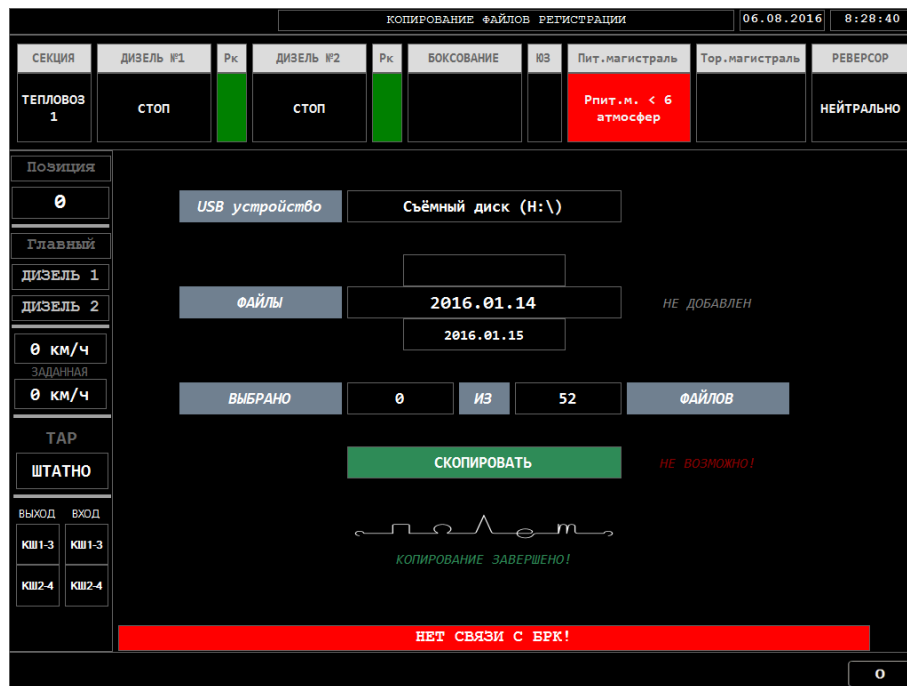 КОПИРОВАНИЕ ФАЙЛОВ РЕГИСТРАЦИИ 06.08.2016 8:28:40
СЕКЦИЯ ДИЗЕЛЬ №1 Рк ДИЗЕЛЬ №2 Рк БОКСОВАНИЕ ЮЗ Пит.магистраль Тор.магистраль РЕВЕРСОР
ТЕПЛОВОЗ 1 СТОП СТОП Рпит.м. < 6 атмосфер НЕЙТРАЛЬНО
Позиция
0
Главный
ДИЗЕЛЬ 1
ДИЗЕЛЬ 2
0 км/ч
ЗАДАННАЯ
0 км/ч
ТАР
ШТАТНО
ВЫХОД ВХОД
КШ1-3 КШ1-3
КШ2-4 КШ2-4
USB устройство Съёмный диск (H:\)
ФАЙЛЫ 2016.01.14 НЕ ДОБАВЛЕН
2016.01.15
ВЫБРАНО 0 ИЗ 52 ФАЙЛОВ
СКОПИРОВАТЬ НЕ ВОЗМОЖНО!
полет
КОПИРОВАНИЕ ЗАВЕРШЕНО!
НЕТ СВЯЗИ С БРК!
0